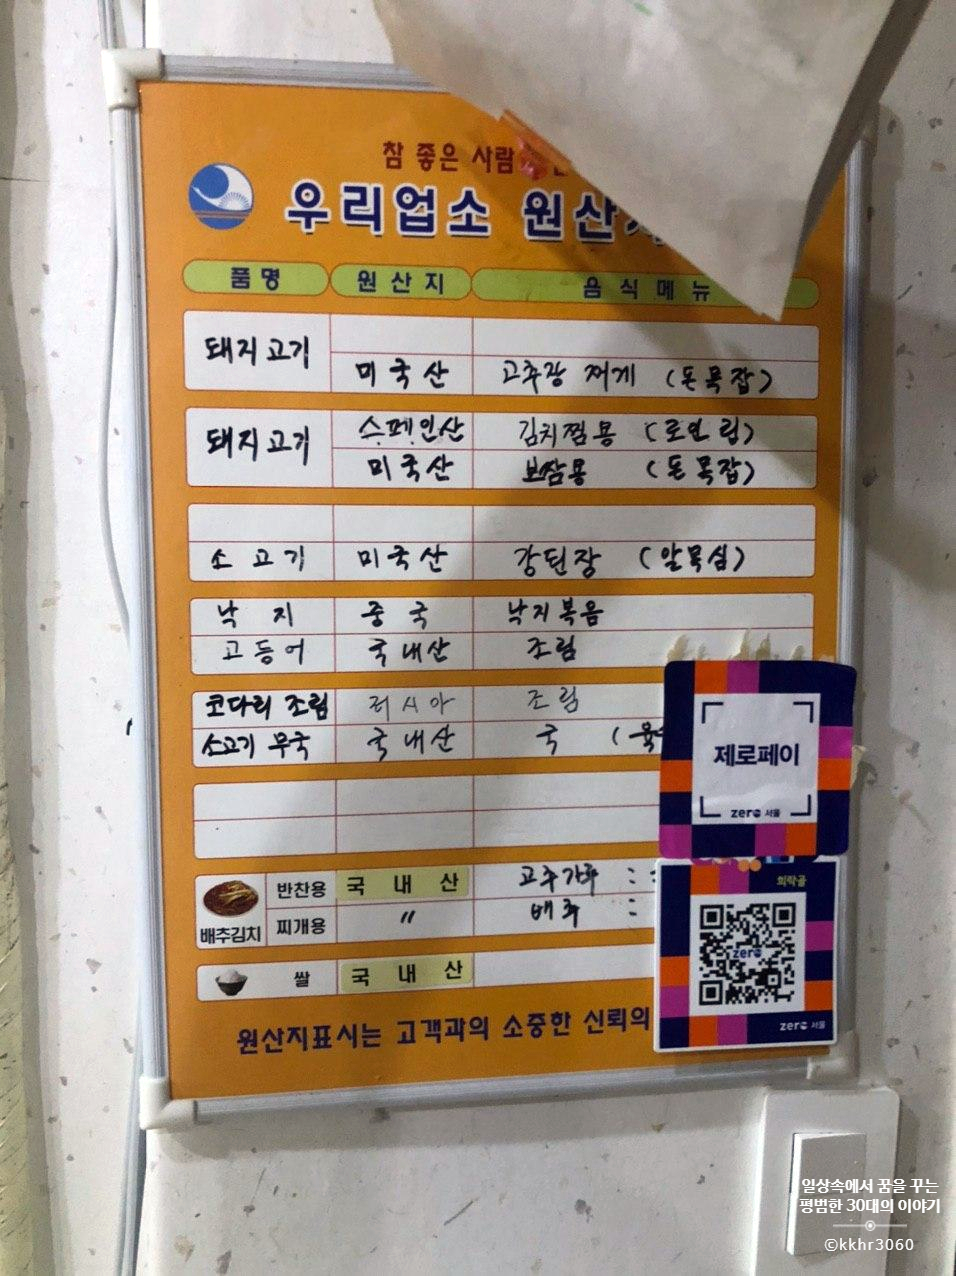 참 좋은 사람
우리업소 원산
품명 원산지 음식메뉴
돼지고기
미국산 고추장 찌게 (돈목잡)
돼지고기 스페인산 김치찜용 (로인립)
미국산 보쌈용 (돈목잡)
소고기 미국산 강된장 (알목심)
낙지 중국 낙지볶음
고등어 국내산 조림
코다리 조림 러시아 조림
소고기 무국 국내산 국
제로페이
zero 서울
반찬용 국내산 고추가루 :
배추김치 찌개용 〃 배추 :
희락골
zero
쌀 국내산
zero 서울
원산지표시는 고객과의 소중한 신뢰의
일상속에서 꿈을 꾸는
평범한 30대의 이야기
©kkhr3060